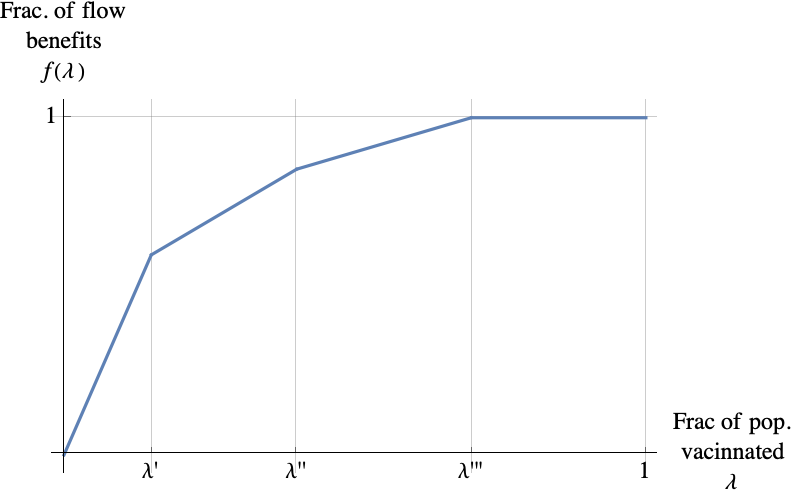 Frac. of flow
benefits
f(λ)
1
λ'
λ''
λ'''
1
Frac of pop.
vacinnated
λ